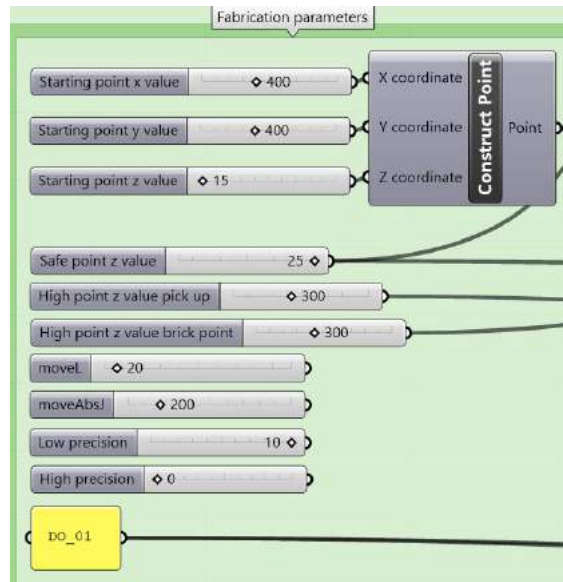 Fabrication parameters
Starting point x value 400
Starting point y value 400
Starting point z value 15
X coordinate
Y coordinate
Z coordinate
Construct Point
Point
Safe point z value 25
High point z value pick up 300
High point z value brick point 300
moveL 20
moveAbsJ 200
Low precision 10
High precision 0
DO_01